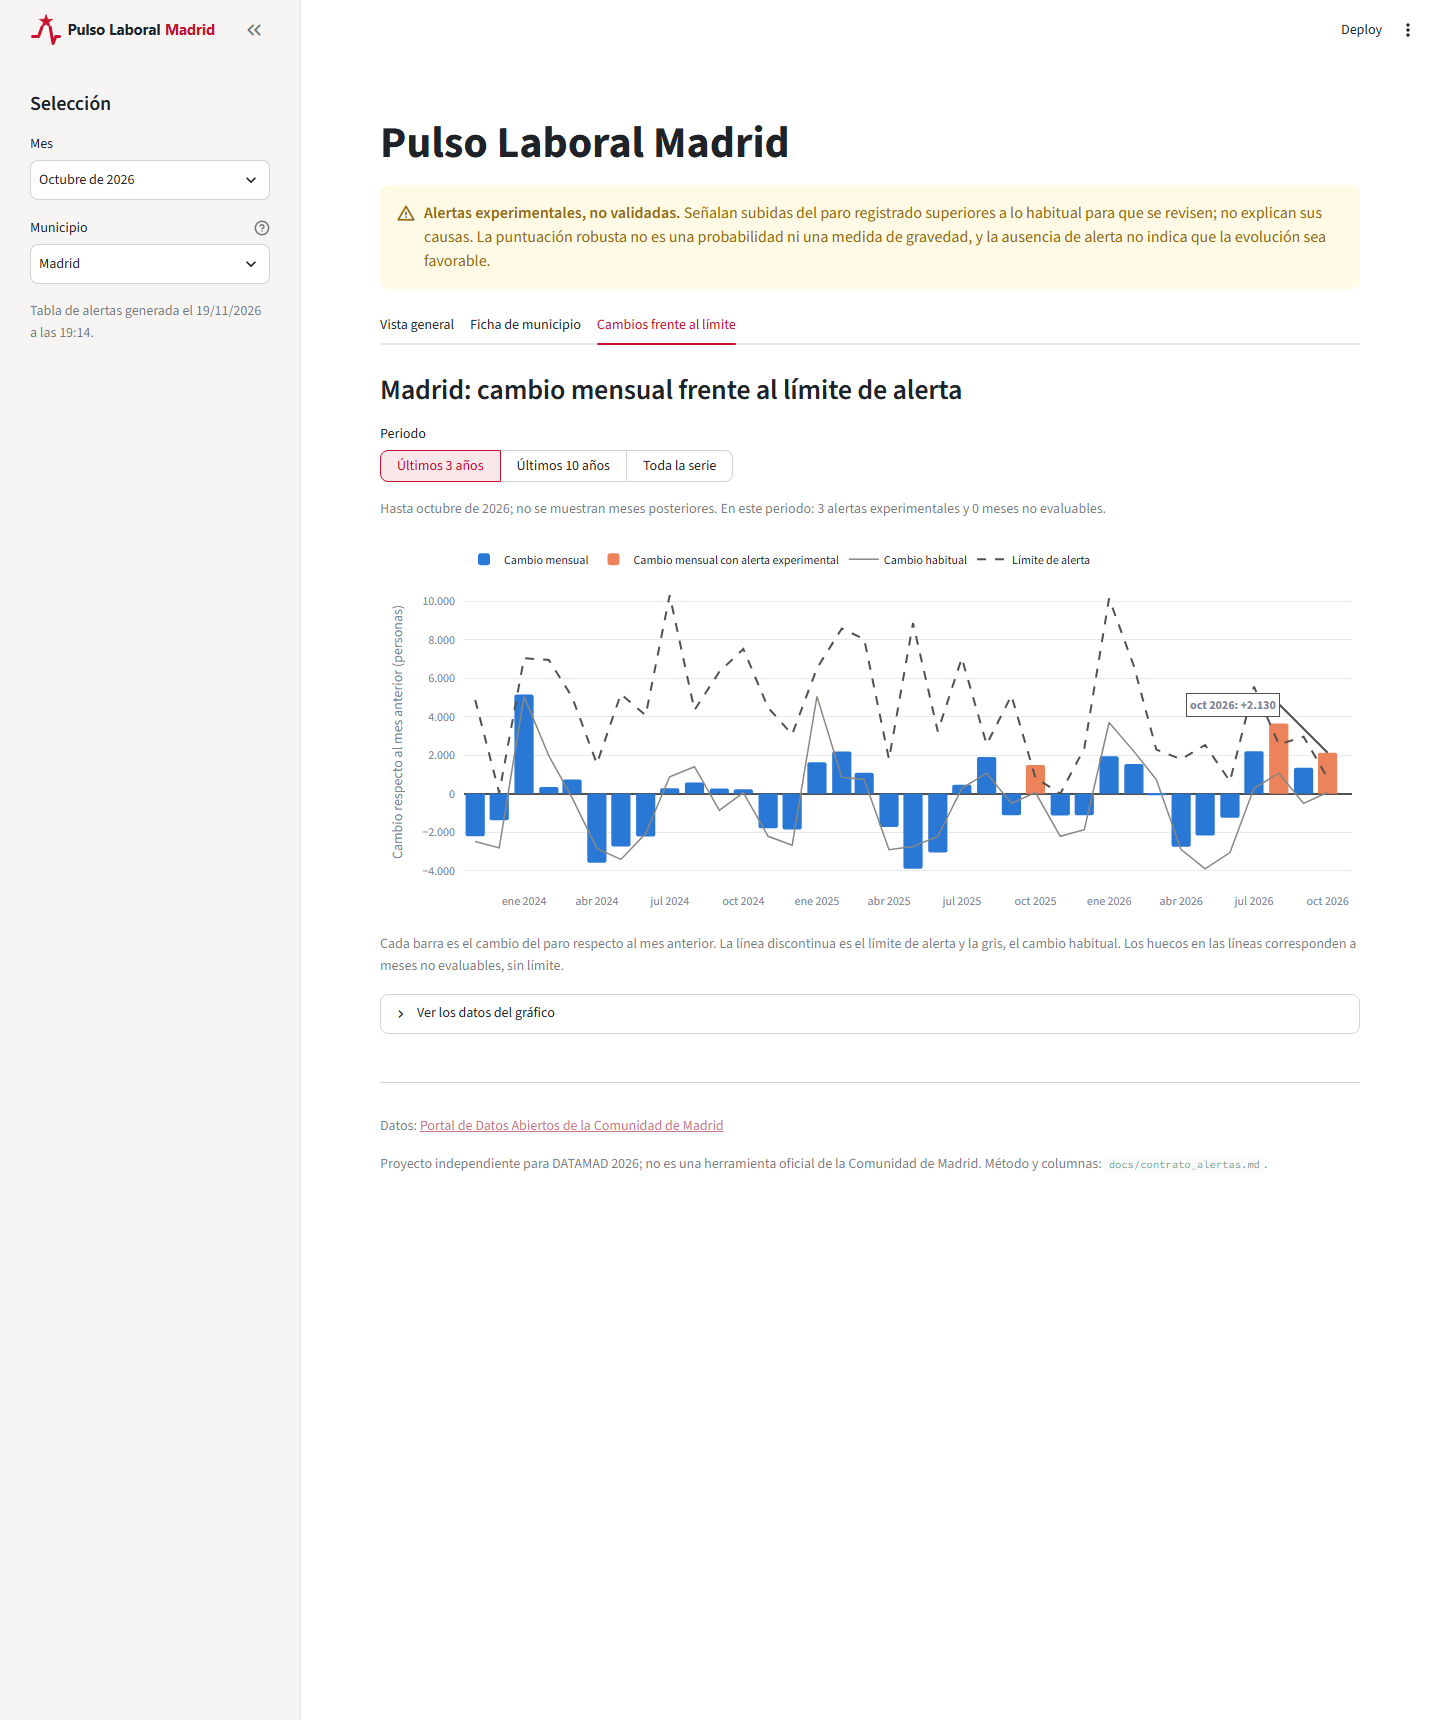 Pulso Laboral Madrid
Deploy
Selección
Mes
Octubre de 2026
Municipio
Madrid
Tabla de alertas generada el 19/11/2026
a las 19:14.
Pulso Laboral Madrid
Alertas experimentales, no validadas. Señalan subidas del paro registrado superiores a lo habitual para que se revisen; no explican sus
causas. La puntuación robusta no es una probabilidad ni una medida de gravedad, y la ausencia de alerta no indica que la evolución sea
favorable.
Vista general Ficha de municipio Cambios frente al límite
Madrid: cambio mensual frente al límite de alerta
Periodo
Últimos 3 años Últimos 10 años Toda la serie
Hasta octubre de 2026; no se muestran meses posteriores. En este periodo: 3 alertas experimentales y 0 meses no evaluables.
Cambio mensual Cambio mensual con alerta experimental Cambio habitual Límite de alerta
Cambio respecto al mes anterior (personas)
10.000
8.000
6.000
4.000
2.000
0
−2.000
−4.000
oct 2026: +2.130
ene 2024 abr 2024 jul 2024 oct 2024 ene 2025 abr 2025 jul 2025 oct 2025 ene 2026 abr 2026 jul 2026 oct 2026
Cada barra es el cambio del paro respecto al mes anterior. La línea discontinua es el límite de alerta y la gris, el cambio habitual. Los huecos en las líneas corresponden a
meses no evaluables, sin límite.
Ver los datos del gráfico
Datos: Portal de Datos Abiertos de la Comunidad de Madrid
Proyecto independiente para DATAMAD 2026; no es una herramienta oficial de la Comunidad de Madrid. Método y columnas: docs/contrato_alertas.md.